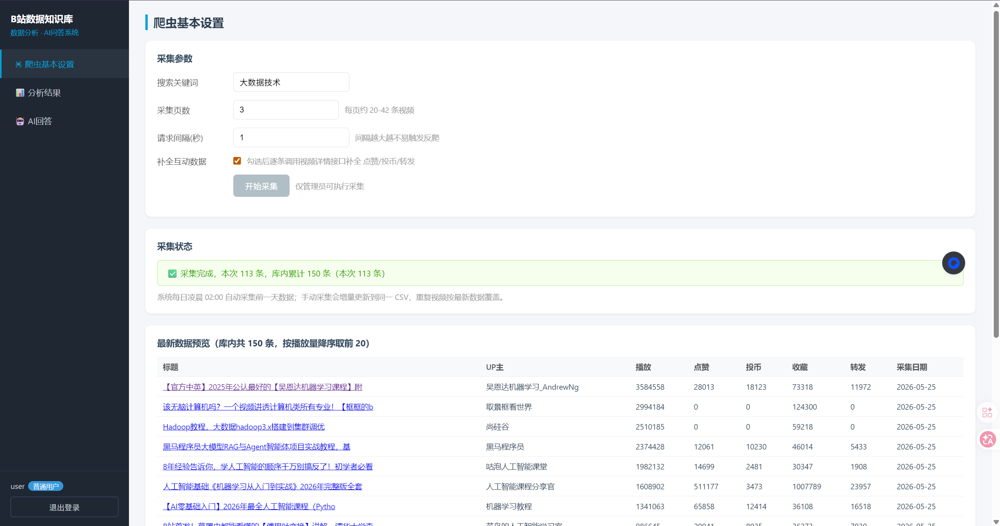 B站数据知识库
数据分析 · AI问答系统
爬虫基本设置
分析结果
AI回答
user 普通用户
退出登录
爬虫基本设置
采集参数
搜索关键词 大数据技术
采集页数 3 每页约 20-42 条视频
请求间隔(秒) 1 间隔越大越不易触发反爬
补全互动数据 勾选后逐条调用视频详情接口补全 点赞/投币/转发
开始采集 仅管理员可执行采集
采集状态
采集完成，本次 113 条，库内累计 150 条（本次 113 条）
系统每日凌晨 02:00 自动采集前一天数据；手动采集会增量更新到同一 CSV，重复视频按最新数据覆盖。
最新数据预览（库内共 150 条，按播放量降序取前 20）
标题 UP主 播放 点赞 投币 收藏 转发 采集日期
【官方中英】2025年公认最好的【吴恩达机器学习课程】附 吴恩达机器学习_AndrewNg 3584558 28013 18123 73318 11972 2026-05-25
该无脑计算机吗？一个视频讲透计算机类所有专业！【框框的b 取景框看世界 2994184 0 0 124300 0 2026-05-25
Hadoop教程，大数据hadoop3.x搭建到集群调优 尚硅谷 2510185 0 0 59218 0 2026-05-25
黑马程序员大模型RAG与Agent智能体项目实战教程，基 黑马程序员 2374428 12061 10230 46014 5433 2026-05-25
8年经验告诉你，学人工智能的顺序千万别搞反了！初学者必看 咕泡人工智能课堂 1982132 14699 2481 30347 1908 2026-05-25
人工智能基础《机器学习从入门到实战》2026年完整版全套 人工智能课程分享官 1608902 511177 3473 1007789 23957 2026-05-25
【AI零基础入门】2026年最全人工智能课程（Pytho 机器学习教程 1341063 65858 12414 36108 16518 2026-05-25